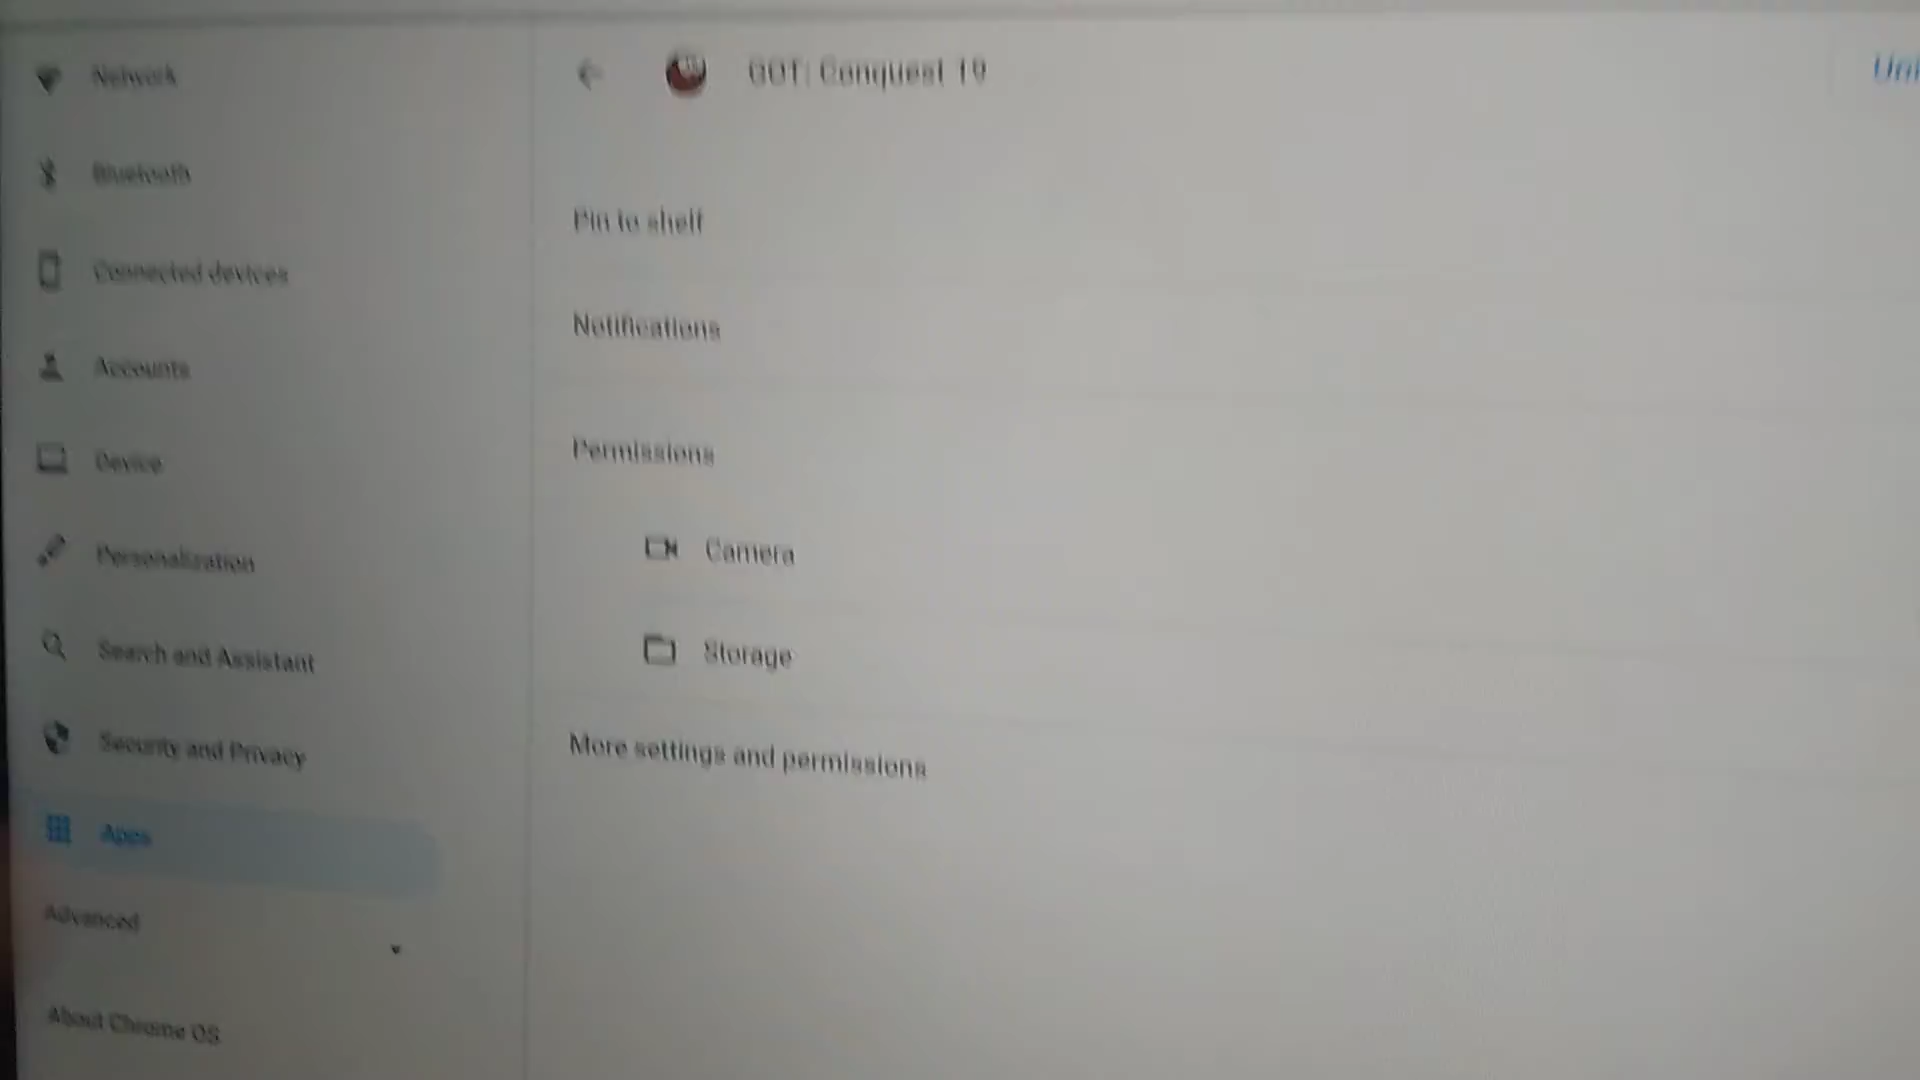 Network
Bluetooth
Connected devices
Accounts
Device
Personalization
Search and Assistant
Security and Privacy
Apps
Advanced
About Chrome OS
GOT: Conquest 19
Pin to shelf
Notifications
Permissions
Camera
Storage
More settings and permissions